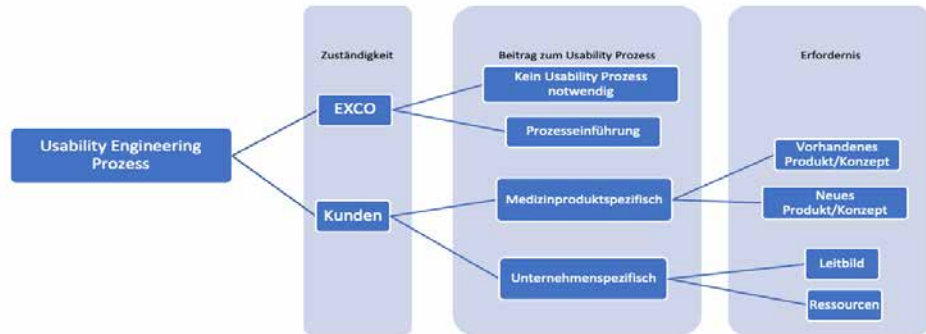 Zuständigkeit
Beitrag zum Usability Prozess
Erfordernis
Kein Usability Prozess
notwendig
EXCO
Prozesseinführung
Usability Engineering
Prozess
Vorhandenes
Produkt/Konzept
Medizinproduktspezifisch
Neues
Produkt/Konzept
Kunden
Unternehmenspezifisch
Leitbild
Ressourcen